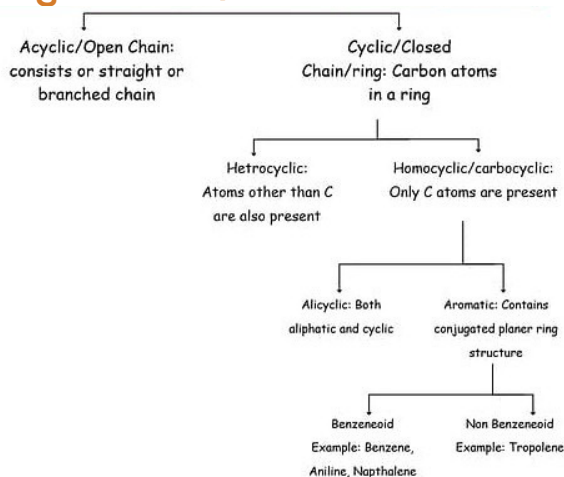 Acyclic/Open Chain:
consists or straight or
branched chain
Cyclic/Closed
Chain/ring: Carbon atoms
in a ring
Hetrocyclic:
Atoms other than C
are also present
Homocyclic/carbocyclic:
Only C atoms are present
Alicyclic: Both
aliphatic and cyclic
Aromatic: Contains
conjugated planer ring
structure
Benzeneoid
Example: Benzene,
Aniline, Napthalene
Non Benzeneoid
Example: Tropolene